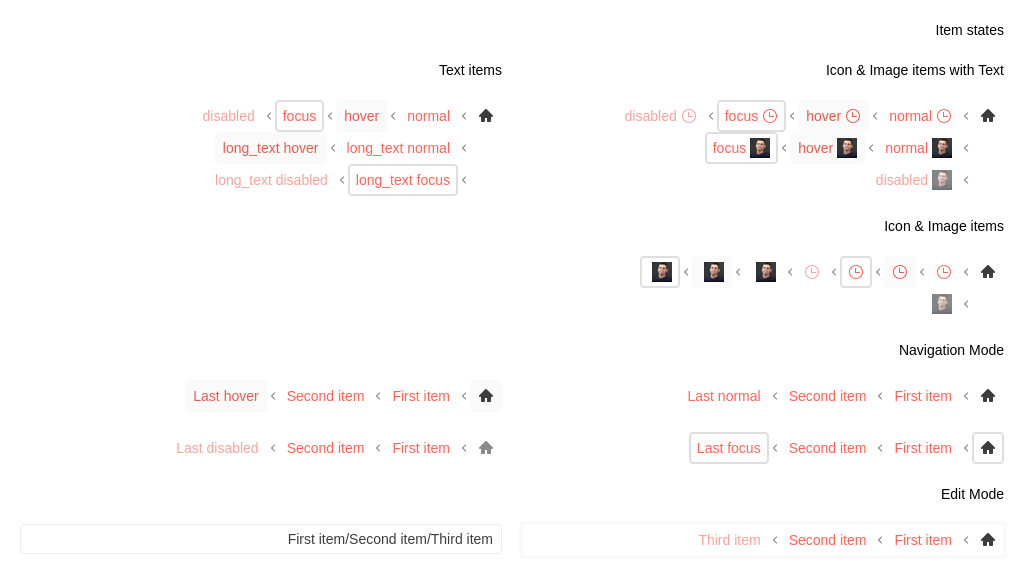 Item states
Icon & Image items with Text
normal hover focus disabled
normal hover focus
disabled
Text items
normal hover focus disabled
long_text normal long_text hover
long_text focus long_text disabled
Icon & Image items
Navigation Mode
First item Second item Last normal
First item Second item Last hover
First item Second item Last focus
First item Second item Last disabled
Edit Mode
First item Second item Third item
First item/Second item/Third item